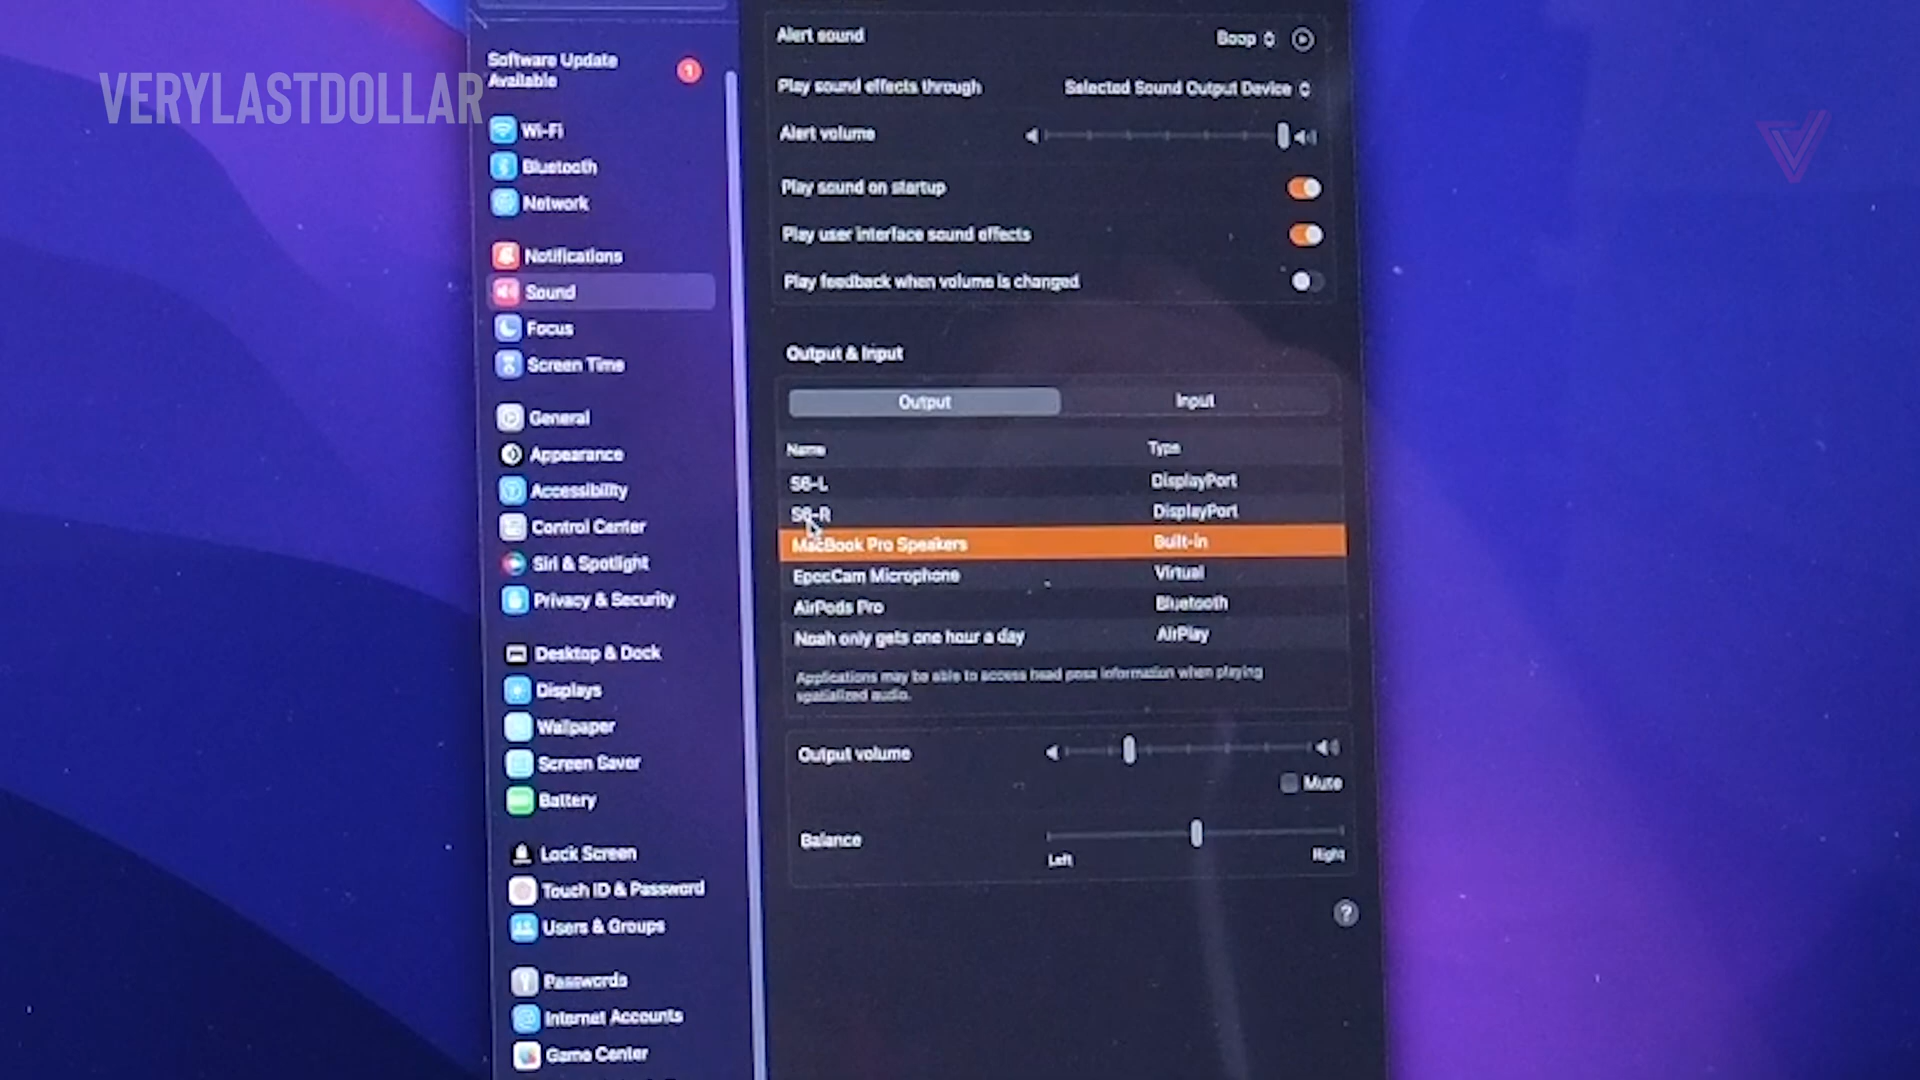 VERYLASTDOLLAR
Software Update
Available
1
Wi-Fi
Bluetooth
Network
Notifications
Sound
Focus
Screen Time
General
Appearance
Accessibility
Control Center
Siri & Spotlight
Privacy & Security
Desktop & Dock
Displays
Wallpaper
Screen Saver
Battery
Lock Screen
Touch ID & Password
Users & Groups
Passwords
Internet Accounts
Game Center
Alert sound Boop
Play sound effects through Selected Sound Output Device
Alert volume
Play sound on startup
Play user interface sound effects
Play feedback when volume is changed
Output & Input
Output Input
Name Type
S6-L DisplayPort
S6-R DisplayPort
MacBook Pro Speakers Built-in
EpocCam Microphone Virtual
AirPods Pro Bluetooth
Noah only gets one hour a day AirPlay
Applications may be able to access head pose information when playing
spatialized audio.
Output volume
Mute
Balance
Left Right
?